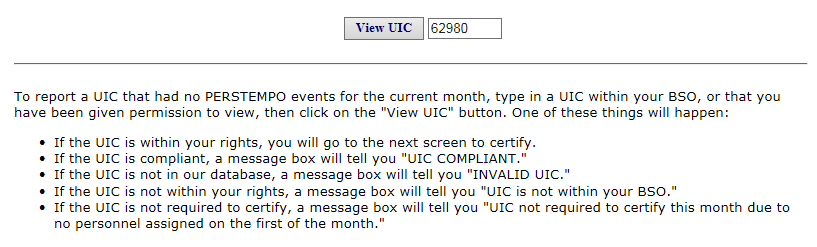 View UIC 62980
To report a UIC that had no PERSTEMPO events for the current month, type in a UIC within your BSO, or that you
have been given permission to view, then click on the "View UIC" button. One of these things will happen:
• If the UIC is within your rights, you will go to the next screen to certify.
• If the UIC is compliant, a message box will tell you "UIC COMPLIANT."
• If the UIC is not in our database, a message box will tell you "INVALID UIC."
• If the UIC is not within your rights, a message box will tell you "UIC is not within your BSO."
• If the UIC is not required to certify, a message box will tell you "UIC not required to certify this month due to
no personnel assigned on the first of the month."